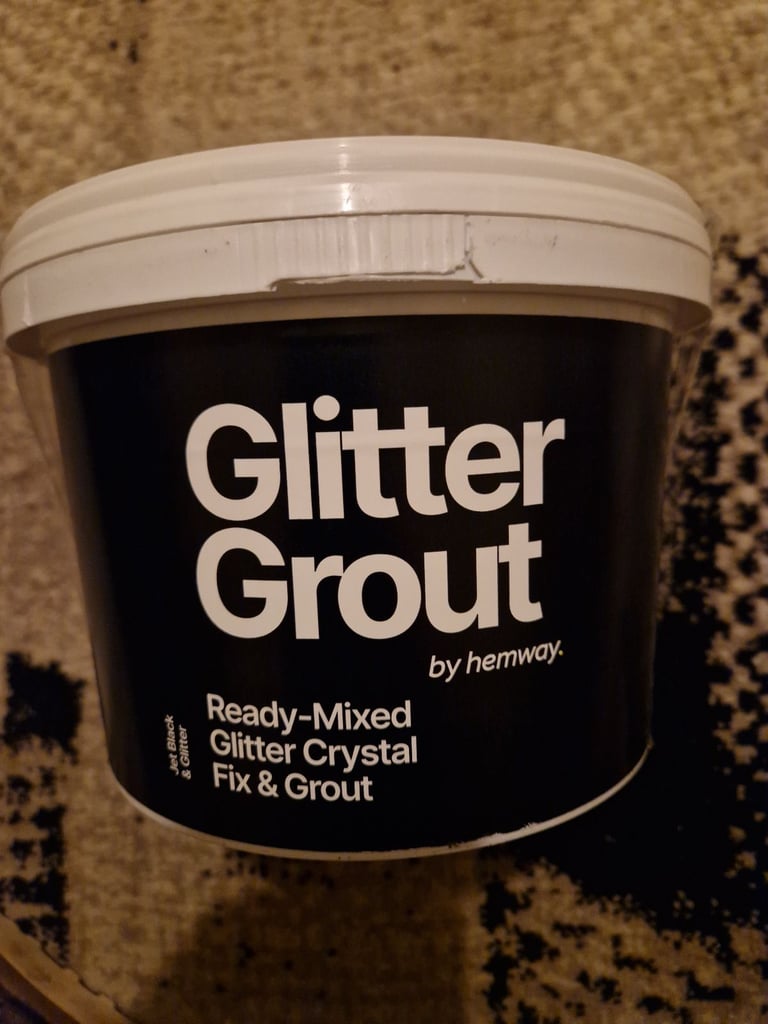 Glitter
Grout
by hemway.
Ready-Mixed
Glitter Crystal
Fix & Grout
Jet Black
& Glitter